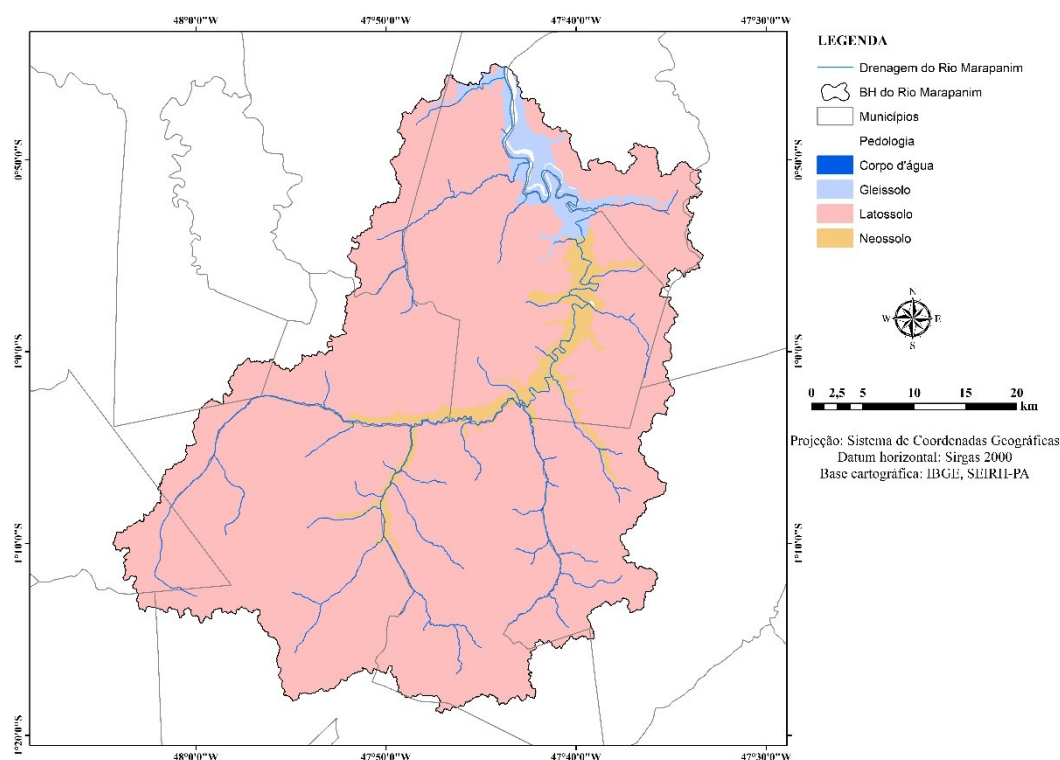 48°0'0"W 47°50'0"W 47°40'0"W 47°30'0"W
0°50'0"S
1°0'0"S
1°10'0"S
1°20'0"S
0°50'0"S
1°0'0"S
1°10'0"S
1°20'0"S
48°0'0"W 47°50'0"W 47°40'0"W 47°30'0"W
LEGENDA
Drenagem do Rio Marapanim
BH do Rio Marapanim
Municípios
Pedologia
Corpo d'água
Gleissolo
Latossolo
Neossolo
N
W E
S
0 2,5 5 10 15 20
km
Projeção: Sistema de Coordenadas Geográficas
Datum horizontal: Sirgas 2000
Base cartográfica: IBGE, SEIRH-PA